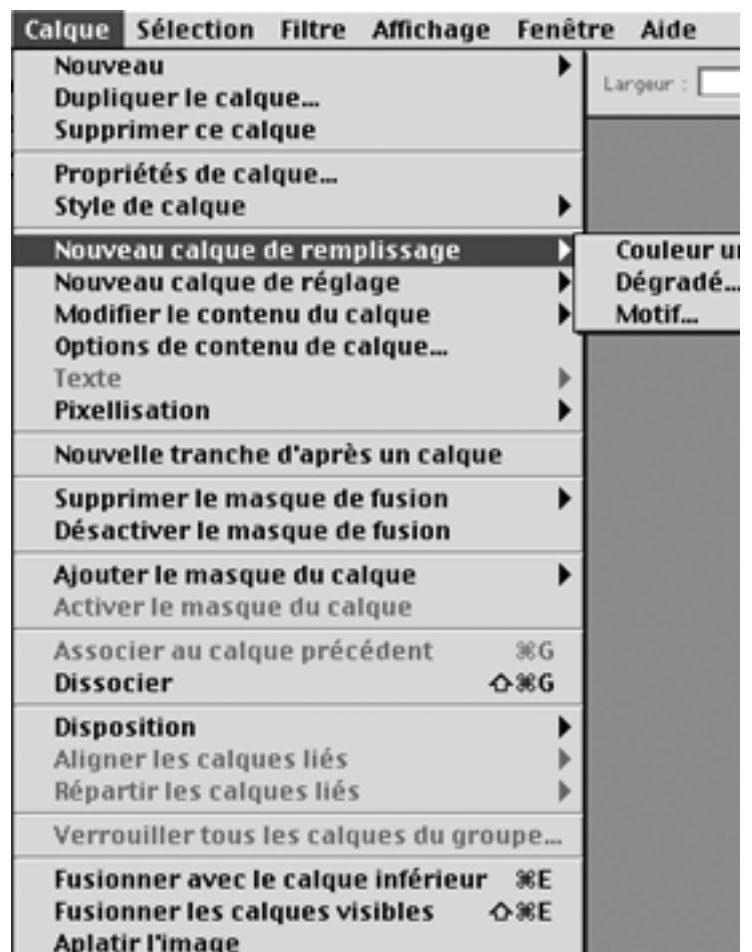 Calque Sélection Filtre Affichage Fenêtre Aide
Nouveau
Largeur :
Dupliquer le calque...
Supprimer ce calque
Propriétés de calque...
Style de calque
Nouveau calque de remplissage
Couleur
Nouveau calque de réglage
Dégradé...
Modifier le contenu du calque
Motif...
Options de contenu de calque...
Texte
Pixellisation
Nouvelle tranche d'après un calque
Supprimer le masque de fusion
Désactiver le masque de fusion
Ajouter le masque du calque
Activer le masque du calque
Associer au calque précédent ⌘G
Dissocier ⇧⌘G
Disposition
Aligner les calques liés
Répartir les calques liés
Verrouiller tous les calques du groupe...
Fusionner avec le calque inférieur ⌘E
Fusionner les calques visibles ⇧⌘E
Aplatir l'image